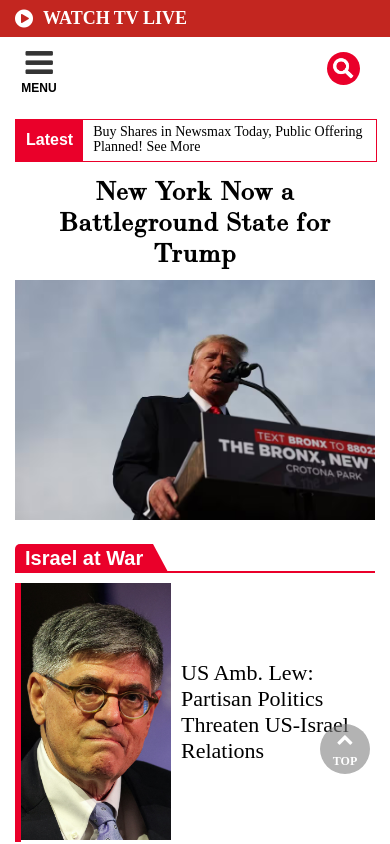 WATCH TV LIVE
MENU
Latest
Buy Shares in Newsmax Today, Public Offering
Planned! See More
New York Now a
Battleground State for
Trump
TEXT BRONX TO 88022
THE BRONX, NEW Y
CROTONA PARK
Israel at War
US Amb. Lew:
Partisan Politics
Threaten US-Israel
Relations
TOP